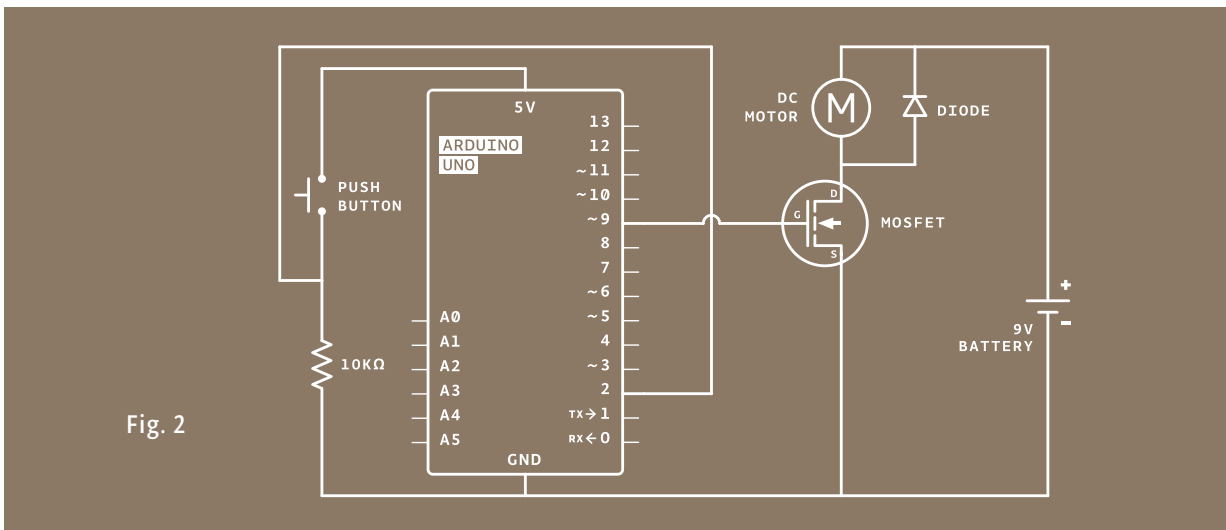 5V
ARDUINO
UNO
13
12
~11
~10
~9
8
7
~6
~5
4
~3
2
TX→1
RX←0
A0
A1
A2
A3
A4
A5
GND
PUSH
BUTTON
10KΩ
DC
MOTOR
M
DIODE
D
G
S
MOSFET
+
-
9V
BATTERY
Fig. 2